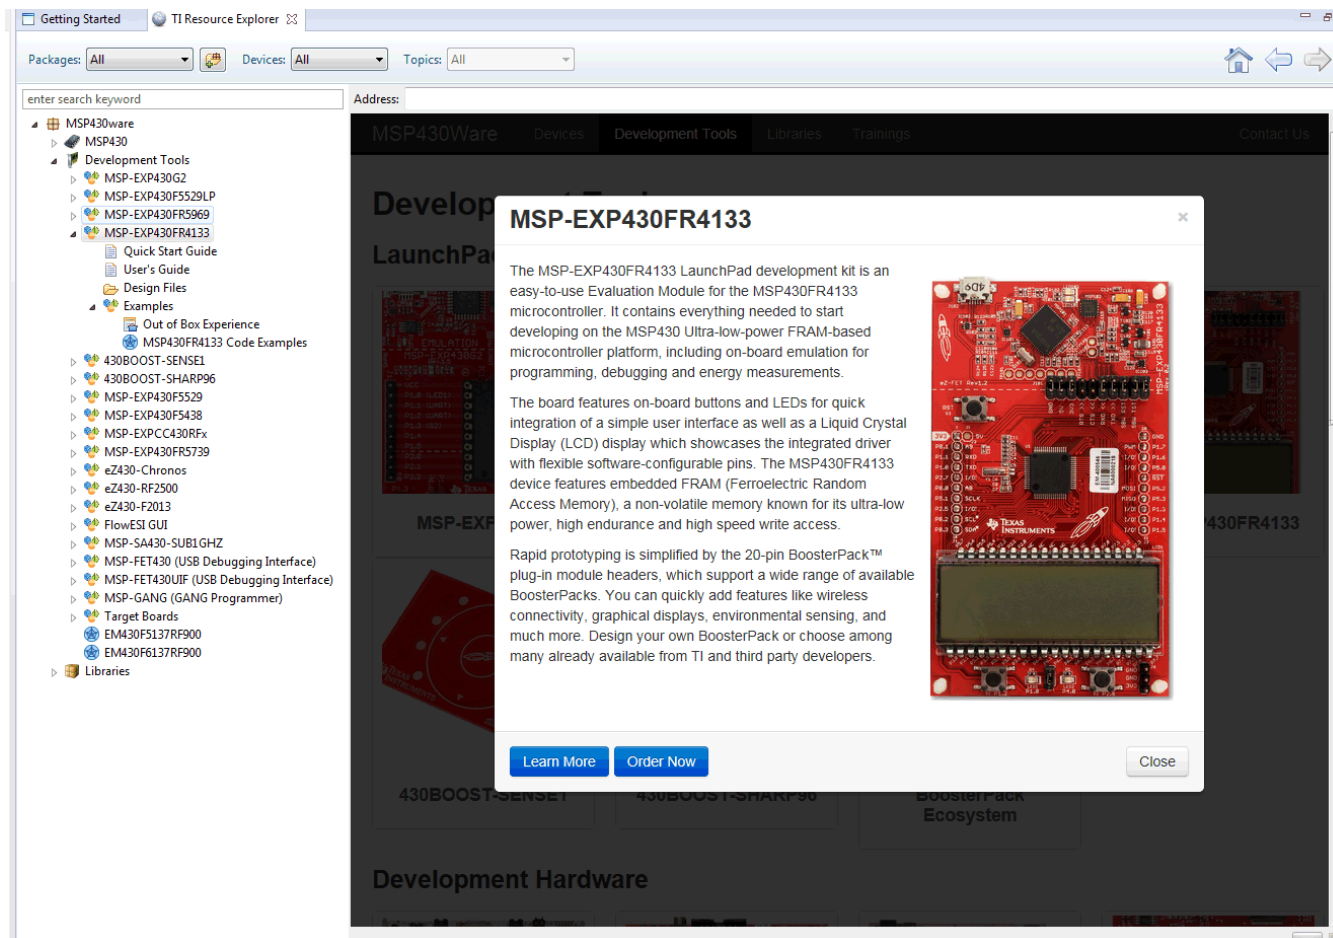 Getting Started
TI Resource Explorer
Packages: All
Devices: All
Topics: All
enter search keyword
Address:
MSP430ware
MSP430
Development Tools
MSP-EXP430G2
MSP-EXP430F5529LP
MSP-EXP430FR5969
MSP-EXP430FR4133
Quick Start Guide
User's Guide
Design Files
Examples
Out of Box Experience
MSP430FR4133 Code Examples
430BOOST-SENSE1
430BOOST-SHARP96
MSP-EXP430F5529
MSP-EXP430F5438
MSP-EXPCC430RFx
MSP-EXP430FR5739
eZ430-Chronos
eZ430-RF2500
eZ430-F2013
FlowESI GUI
MSP-SA430-SUB1GHZ
MSP-FET430 (USB Debugging Interface)
MSP-FET430UIF (USB Debugging Interface)
MSP-GANG (GANG Programmer)
Target Boards
EM430F5137RF900
EM430F6137RF900
Libraries
MSP430Ware Devices Development Tools Libraries Trainings Contact Us
Develop
LaunchPa
MSP-EXP430FR4133
The MSP-EXP430FR4133 LaunchPad development kit is an
easy-to-use Evaluation Module for the MSP430FR4133
microcontroller. It contains everything needed to start
developing on the MSP430 Ultra-low-power FRAM-based
microcontroller platform, including on-board emulation for
programming, debugging and energy measurements.
The board features on-board buttons and LEDs for quick
integration of a simple user interface as well as a Liquid Crystal
Display (LCD) display which showcases the integrated driver
with flexible software-configurable pins. The MSP430FR4133
device features embedded FRAM (Ferroelectric Random
Access Memory), a non-volatile memory known for its ultra-low
power, high endurance and high speed write access.
Rapid prototyping is simplified by the 20-pin BoosterPack™
plug-in module headers, which support a wide range of available
BoosterPacks. You can quickly add features like wireless
connectivity, graphical displays, environmental sensing, and
much more. Design your own BoosterPack or choose among
many already available from TI and third party developers.
TEXAS
INSTRUMENTS
MSP-EXP430FR4133
Learn More
Order Now
Close
MSP-EXF
430FR4133
430BOOST-SENSE1
430BOOST-SHARP96
BoosterPack
Ecosystem
Development Hardware